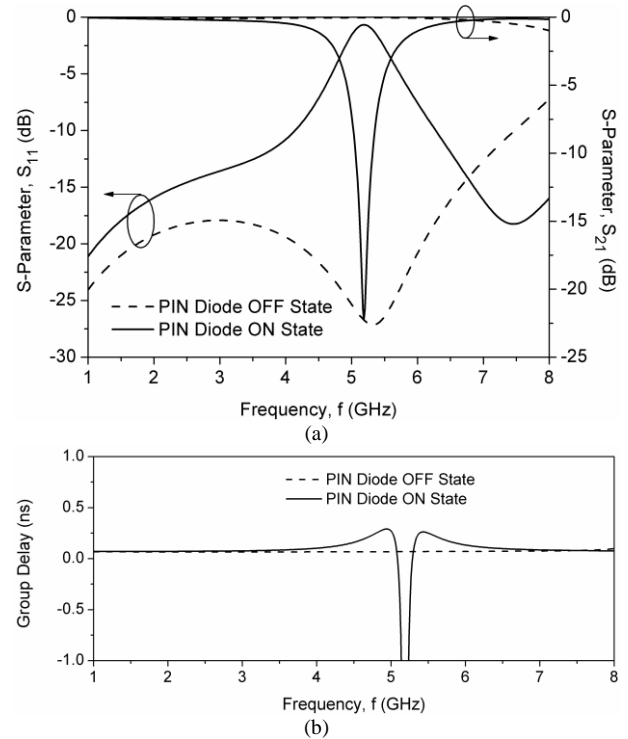 0
-5
-10
-15
-20
-25
-30
S-Parameter, S11 (dB)
0
-5
-10
-15
-20
-25
S-Parameter, S21 (dB)
PIN Diode OFF State
PIN Diode ON State
1 2 3 4 5 6 7 8
Frequency, f (GHz)
(a)
1.0
0.5
0.0
-0.5
-1.0
Group Delay (ns)
PIN Diode OFF State
PIN Diode ON State
1 2 3 4 5 6 7 8
Frequency, f (GHz)
(b)